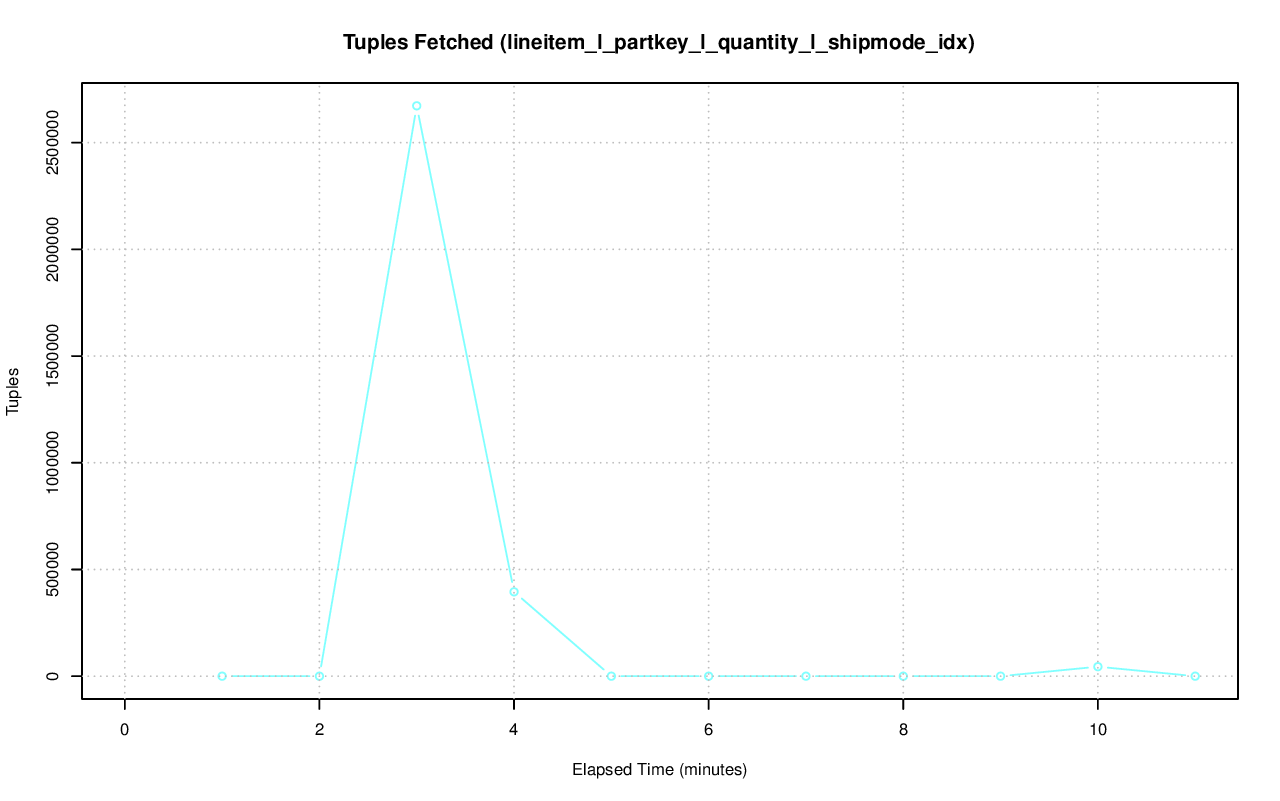 Tuples Fetched (lineitem_l_partkey_l_quantity_l_shipmode_idx)
2500000
2000000
1500000
1000000
500000
0
Tuples
0 2 4 6 8 10
Elapsed Time (minutes)